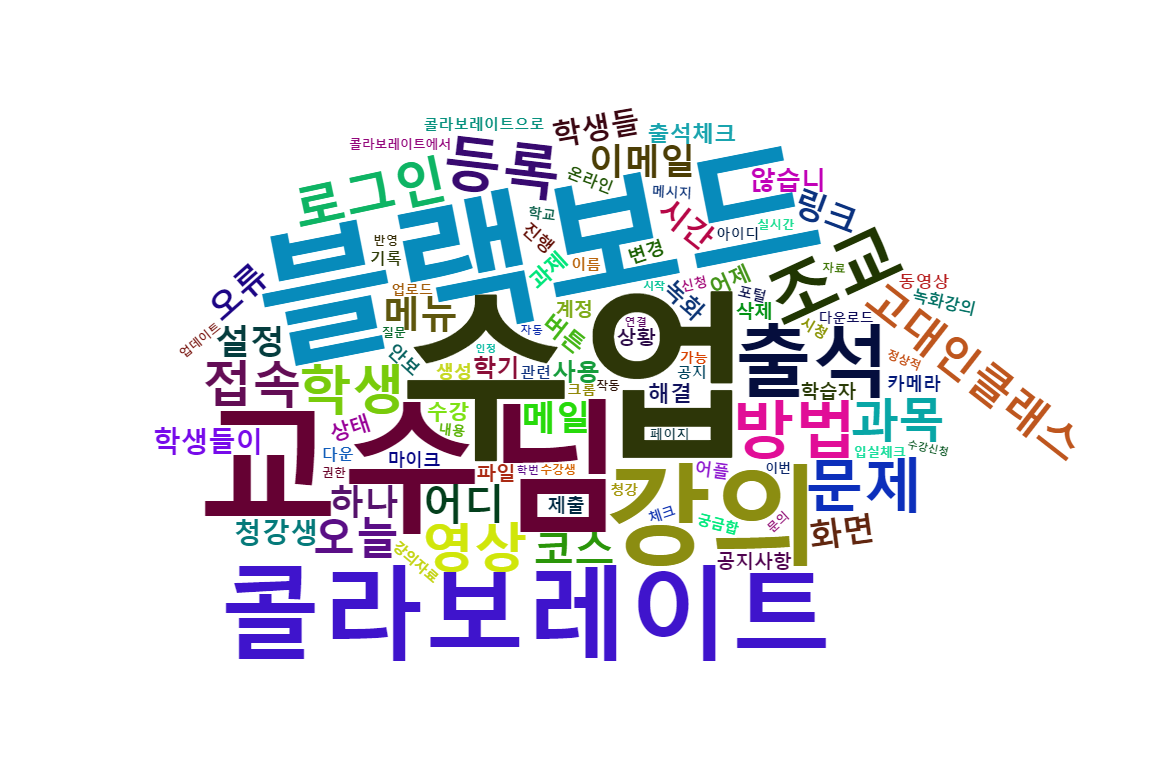 콜라보레이트으로
학생들
출석체크
콜라보레이트에서
등록
이메일
로그인
온라인
메시지
않습니
블랙보드
시간
링크
학교
실시간
진행
아이디
조교
반영
기록
변경
오류
과제
이름
시작
신청
어제
자료
동영상
업로드
녹화
포털
녹화강의
고대인클래스
메뉴
계정
삭제
다운로드
업데이트
설정
질문
자동
버튼
연결
상황
시청
수업
출석
안보
인정
가능
정상적
접속
학생
생성
학기
관련
사용
공지
크롬
작동
해결
학습자
카메라
교수님
수강
메일
방법
과목
상태
내용
페이지
학생들이
다운
마이크
입실체크
수강신청
권한
파일
학번
수강생
어플
이번
강의
문제
하나
어디
제출
청강
체크
궁금합
문의
청강생
오늘
영상
코스
화면
강의자료
공지사항
콜라보레이트